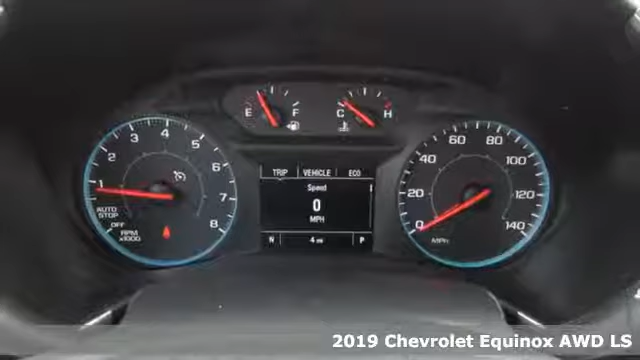 E F
C H
1 2 3 4 5 6 7 8
AUTO
STOP
OFF
RPM
x1000
TRIP VEHICLE ECO
Speed
0
MPH
N 4 mi P
0 20 40 60 80 100 120 140
MPH
2019 Chevrolet Equinox AWD LS